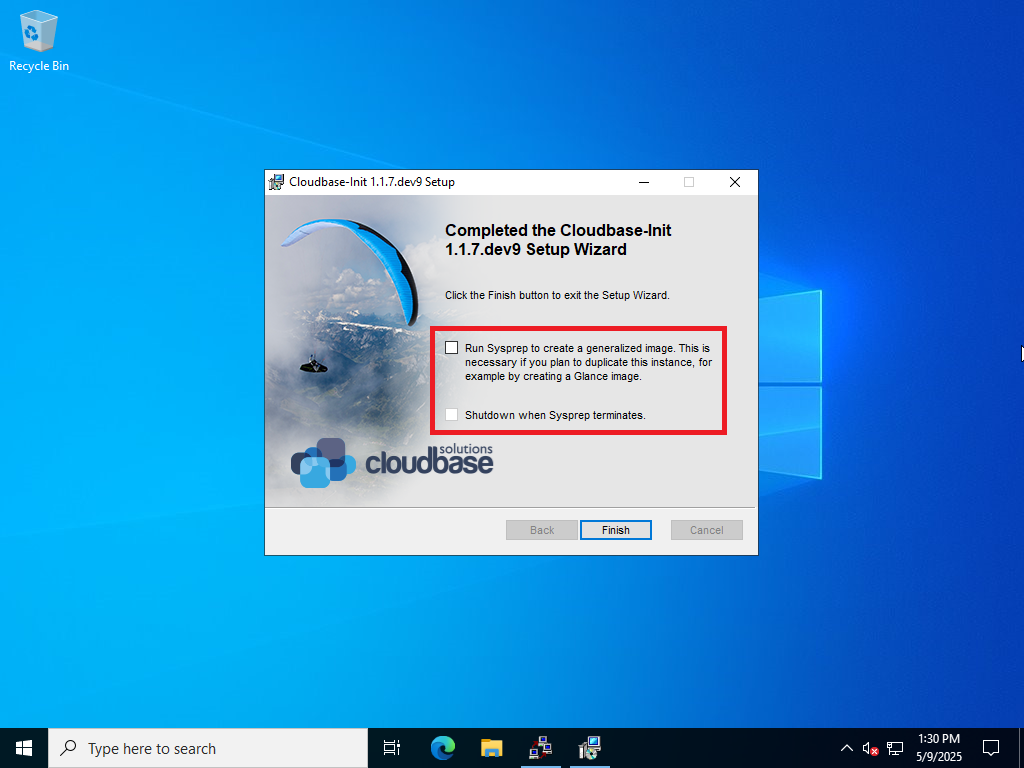 Recycle Bin
Cloudbase-Init 1.1.7.dev9 Setup
Completed the Cloudbase-Init
1.1.7.dev9 Setup Wizard
Click the Finish button to exit the Setup Wizard.
Run Sysprep to create a generalized image. This is
necessary if you plan to duplicate this instance, for
example by creating a Glance image.
Shutdown when Sysprep terminates.
solutions
cloudbase
Back
Finish
Cancel
Type here to search
1:30 PM
5/9/2025